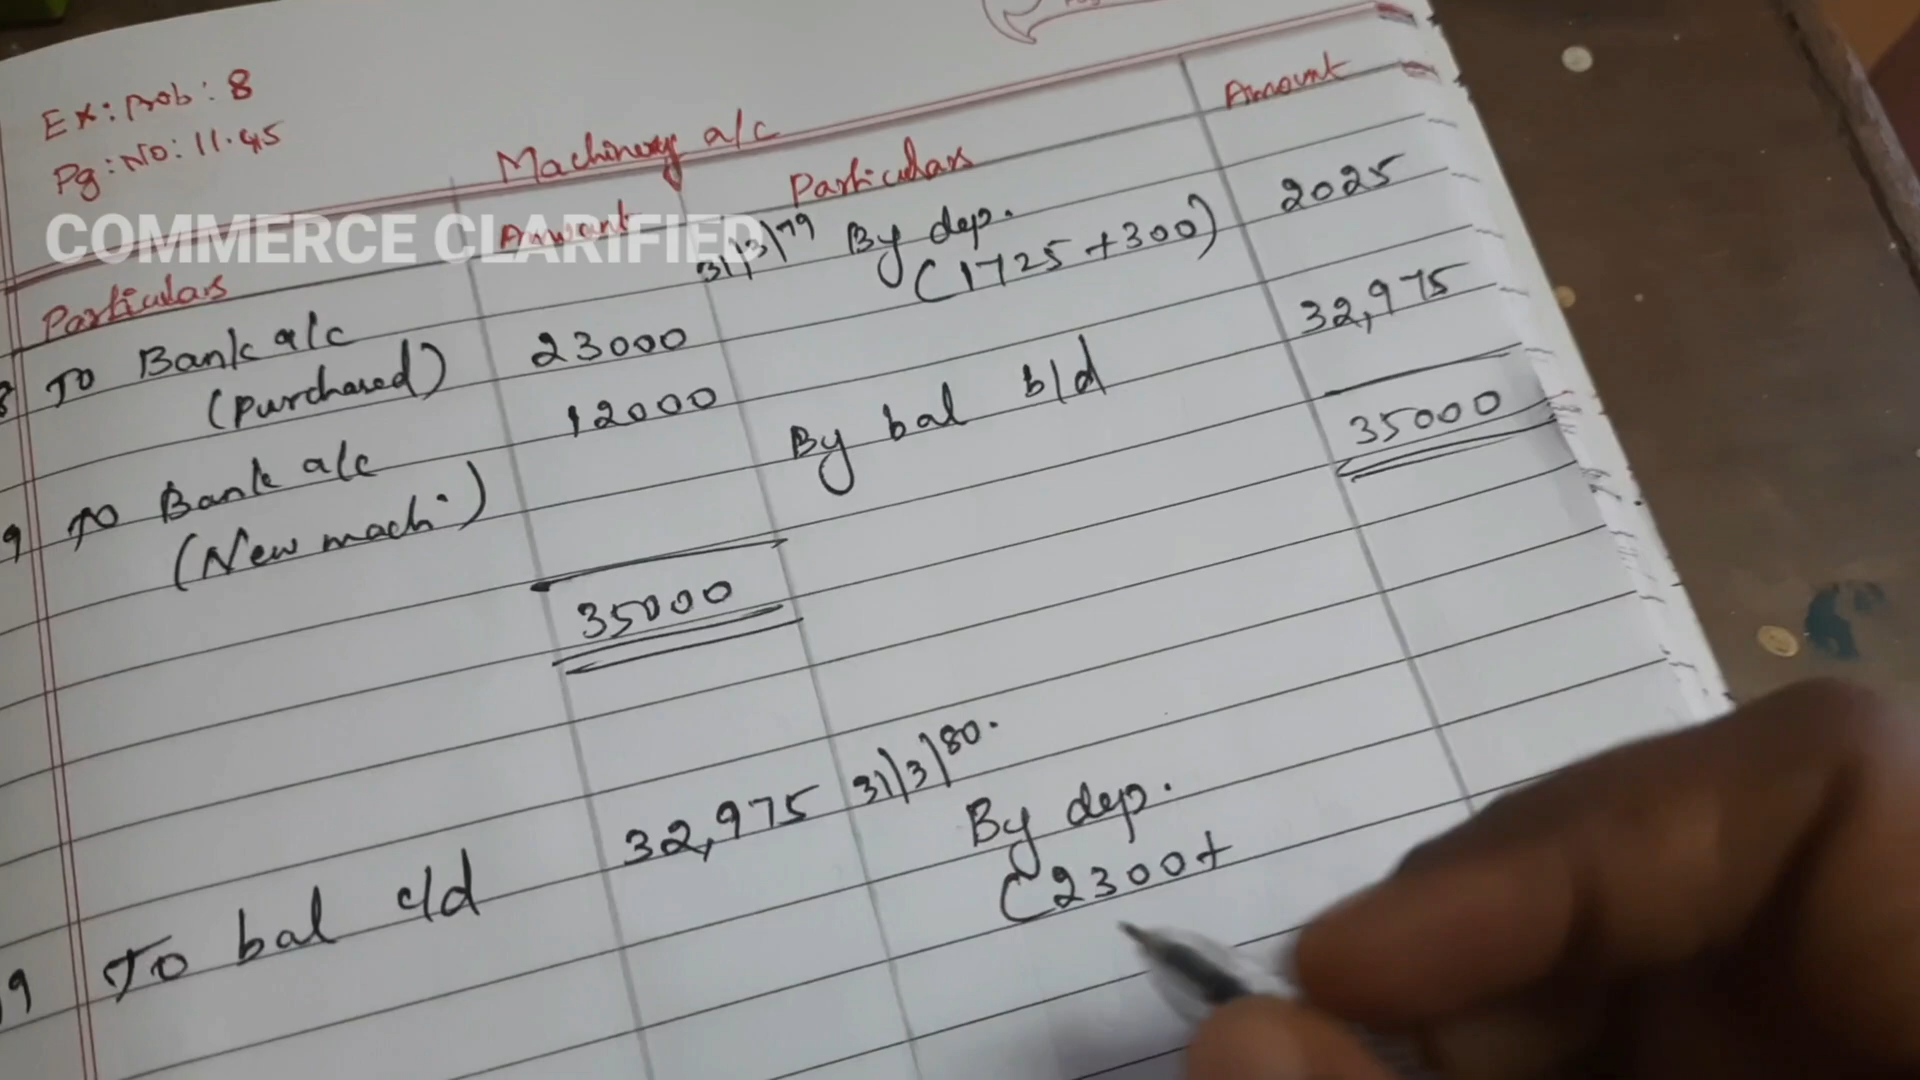 Ex: Prob: 8
Pg: NO: 11.45
Machinery a/c
COMMERCE CLARIFIED
Particulars Amount Particulars Amount
To Bank a/c 23000 31/3/79 By dep. 2025
(purchased) (1725 + 300)
9 To Bank a/c 12000 By bal b/d 32,975
(New mach.)
35000 35000
9 To bal c/d 32,975 31/3/80. By dep.
(2300+